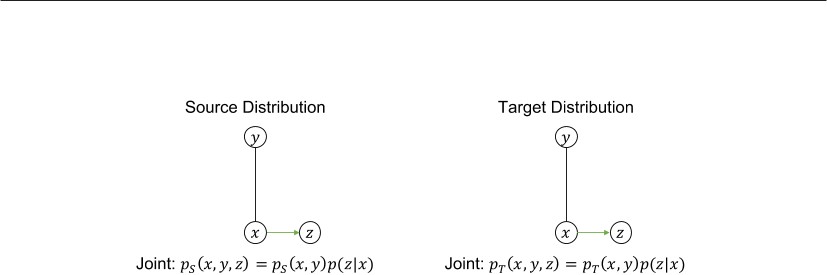 Source Distribution Target Distribution
y y
x z x z
Joint: p_S(x, y, z) = p_S(x, y)p(z|x) Joint: p_T(x, y, z) = p_T(x, y)p(z|x)